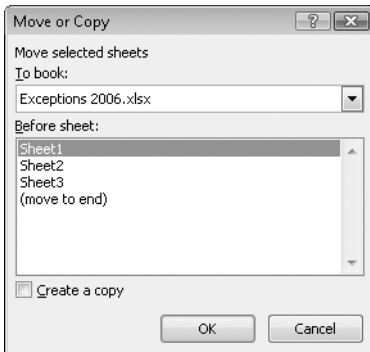 Move or Copy
Move selected sheets
To book:
Exceptions 2006.xlsx
Before sheet:
Sheet1
Sheet2
Sheet3
(move to end)
Create a copy
OK Cancel